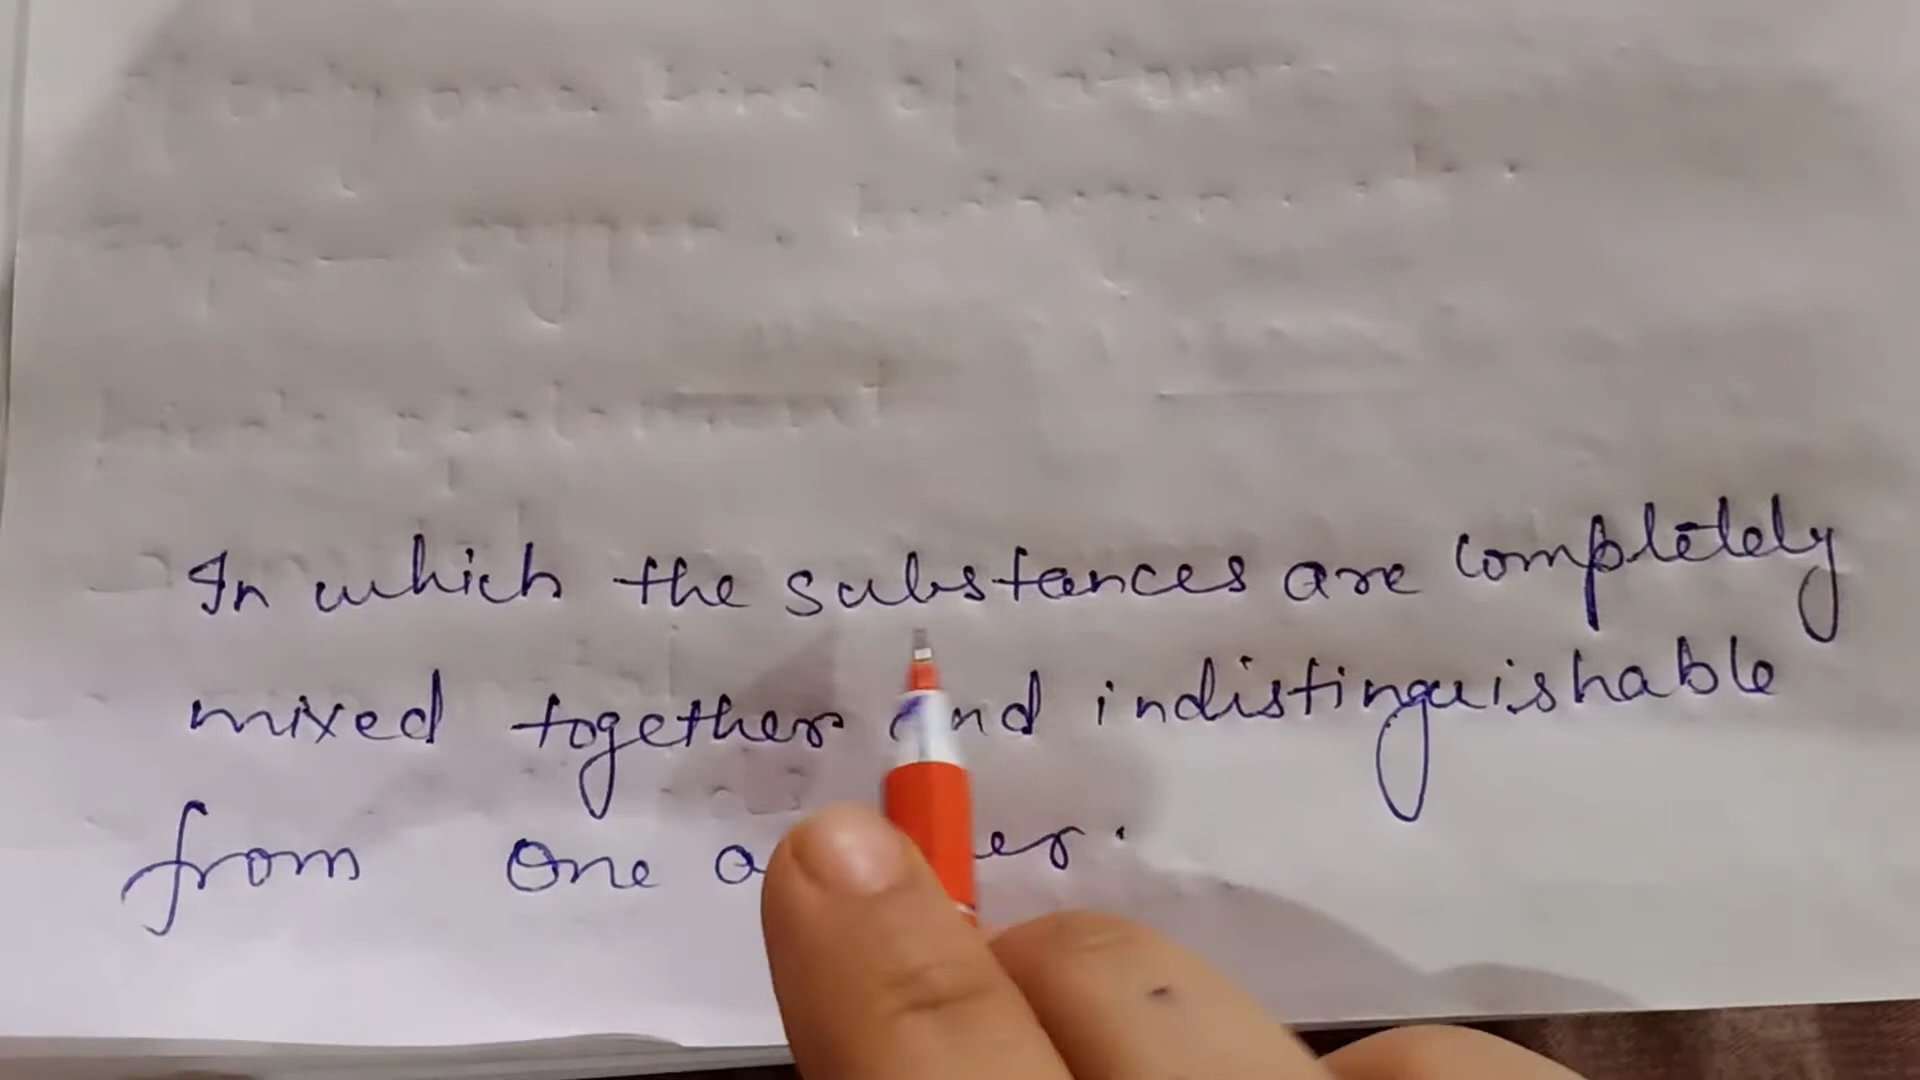 In which the substances are completely
mixed together and indistinguishable
from one